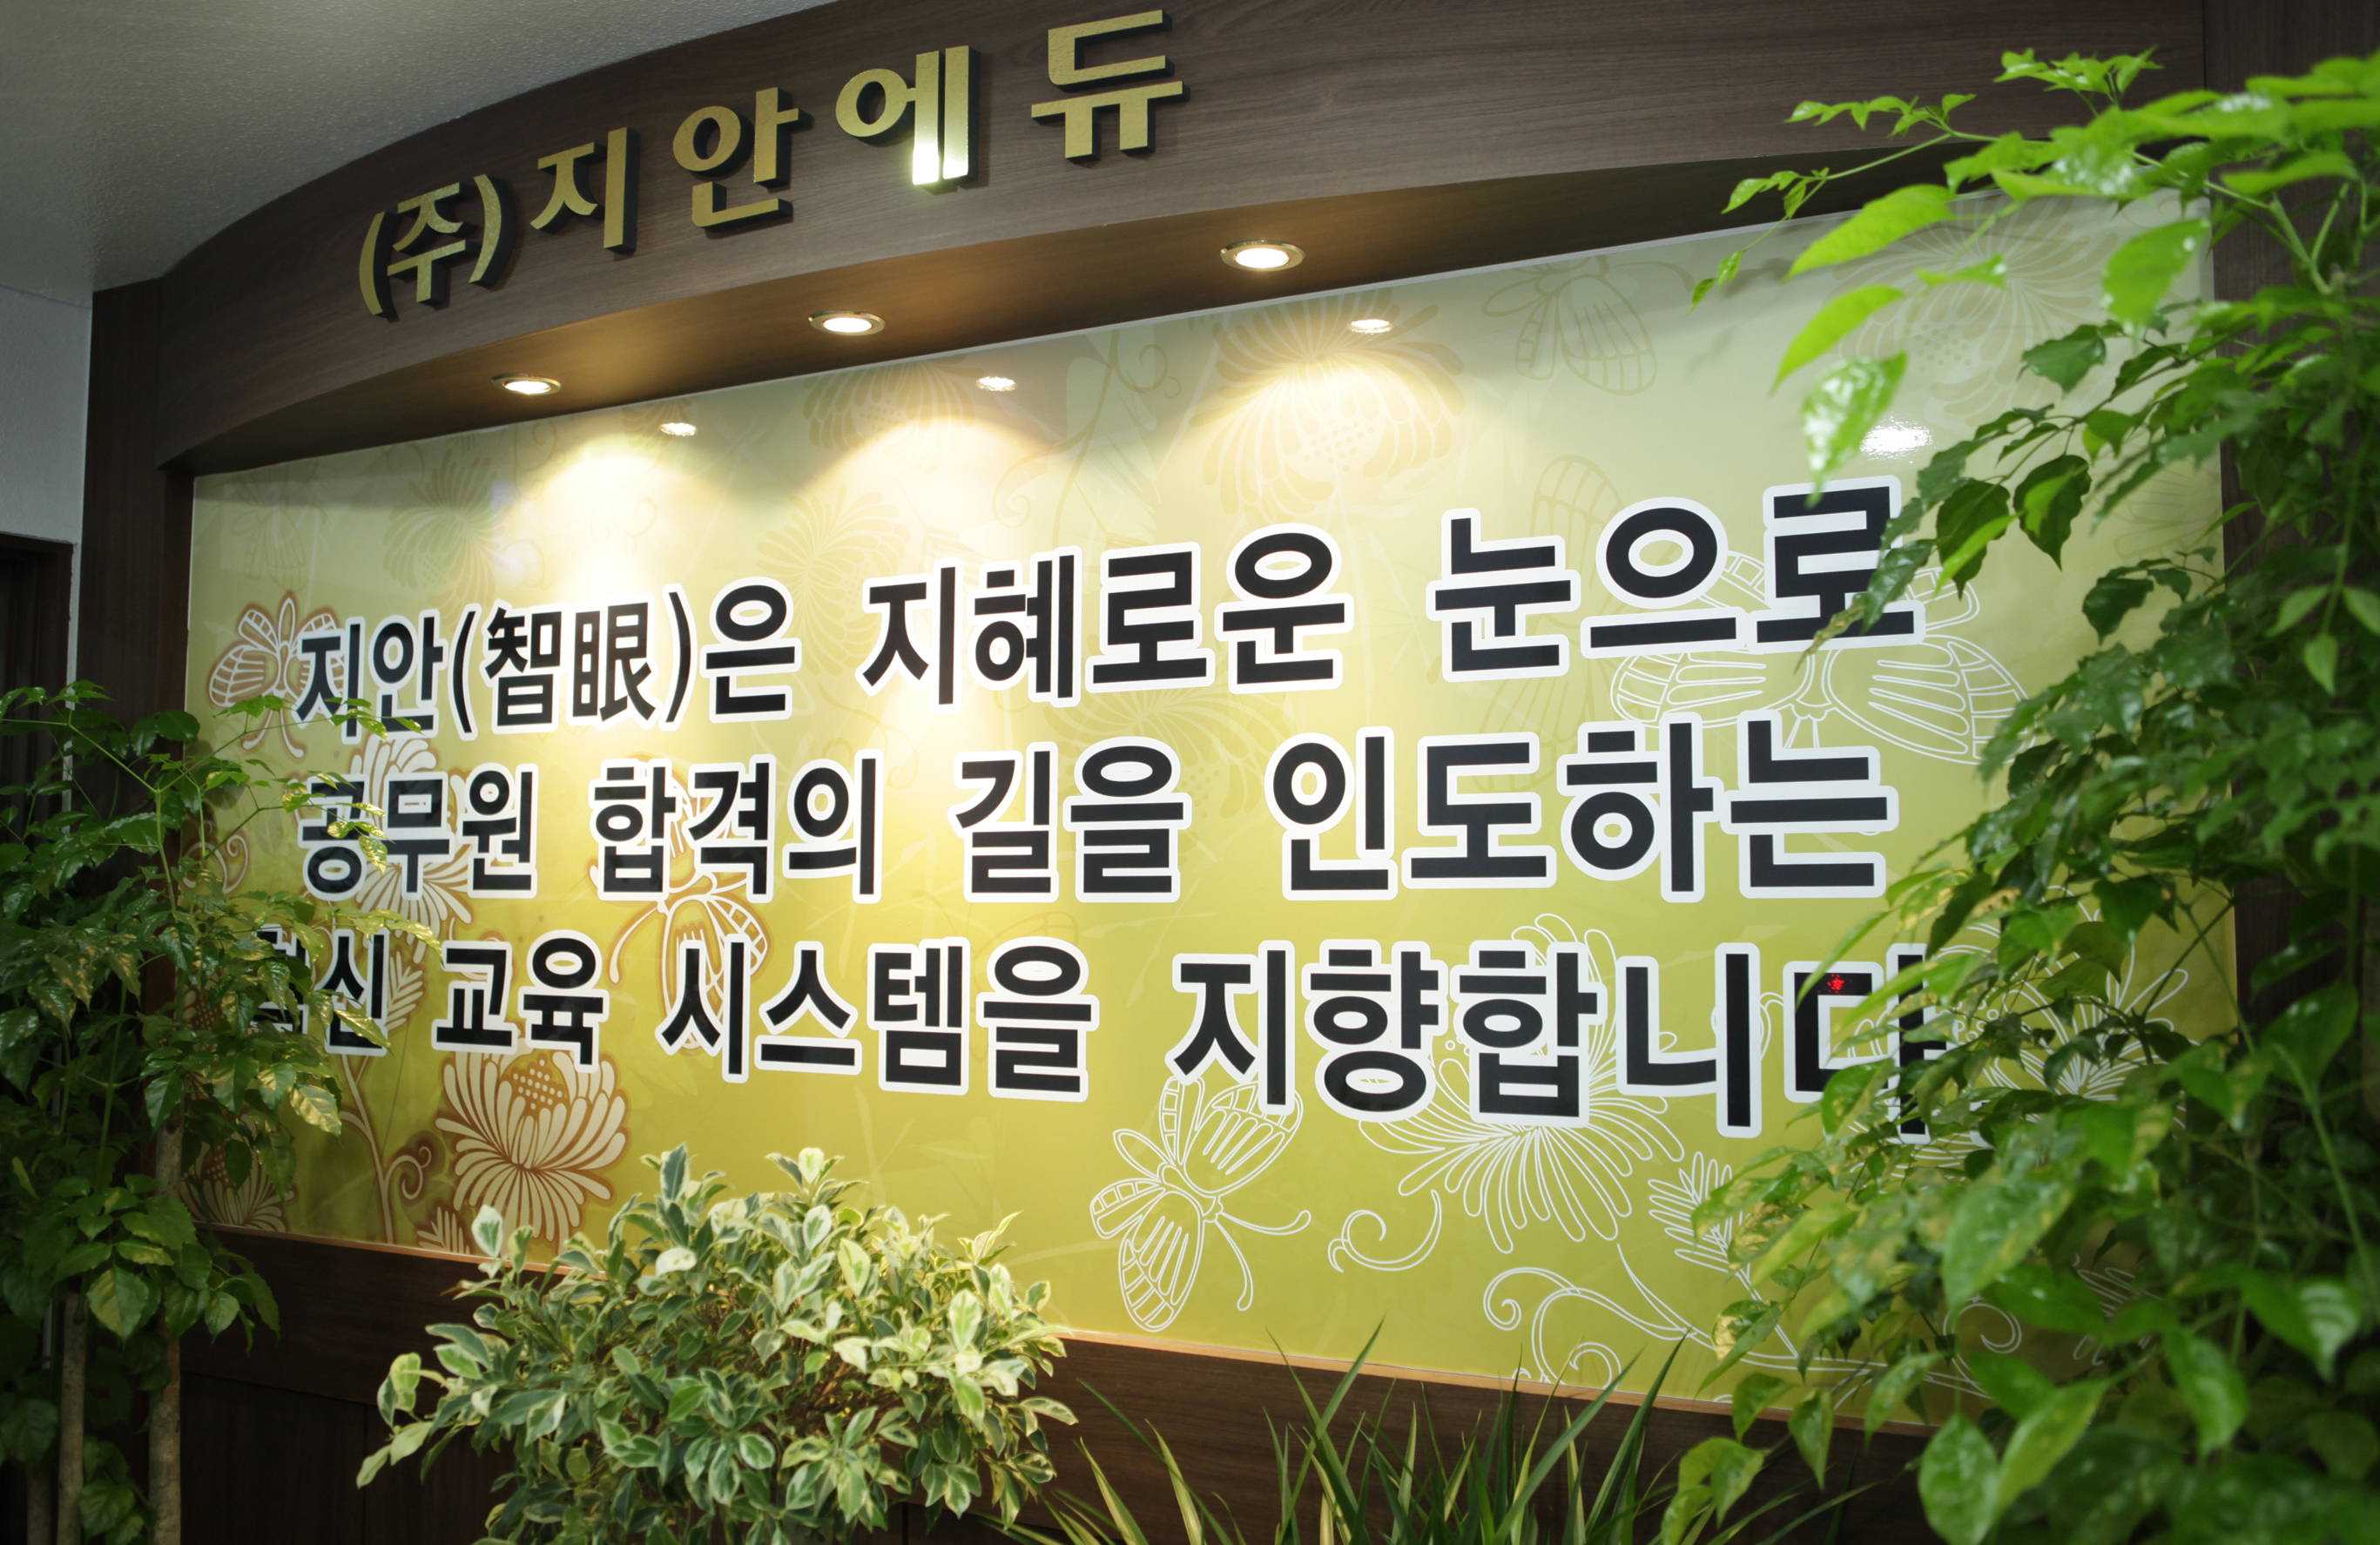 (주)지안에듀
지안(智眼)은 지혜로운 눈으로
공무원 합격의 길을 인도하는
교육 시스템을 지향합니다